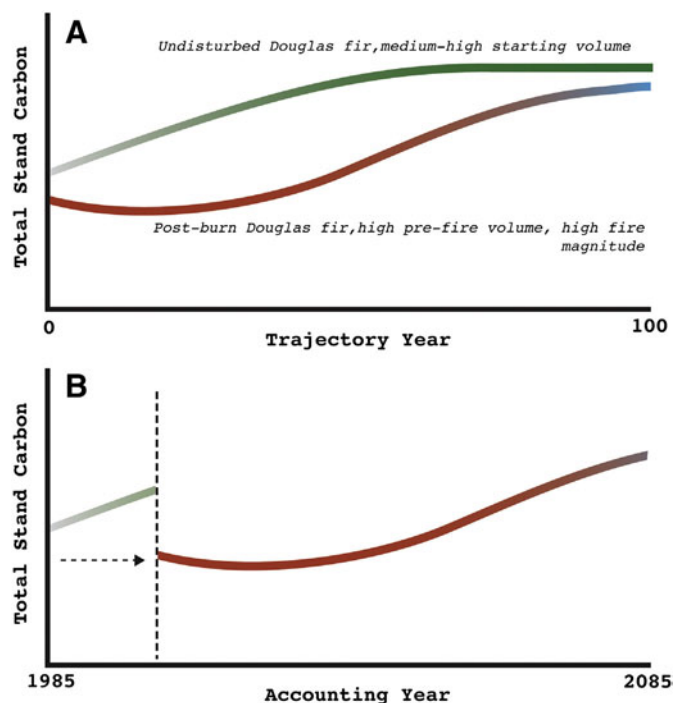 A
Undisturbed Douglas fir,medium-high starting volume
Total Stand Carbon
Post-burn Douglas fir,high pre-fire volume, high fire
magnitude
0
100
Trajectory Year
B
Total Stand Carbon
1985
2085
Accounting Year